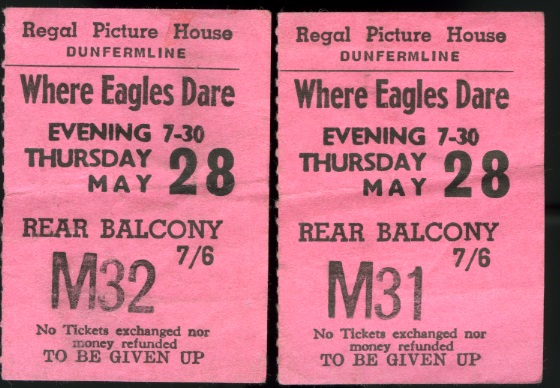 Regal Picture House
DUNFERMLINE
Where Eagles Dare
EVENING 7-30
THURSDAY
MAY 28
REAR BALCONY
7/6
M32
No Tickets exchanged nor
money refunded
TO BE GIVEN UP
Regal Picture House
DUNFERMLINE
Where Eagles Dare
EVENING 7-30
THURSDAY
MAY 28
REAR BALCONY
7/6
M31
No Tickets exchanged nor
money refunded
TO BE GIVEN UP